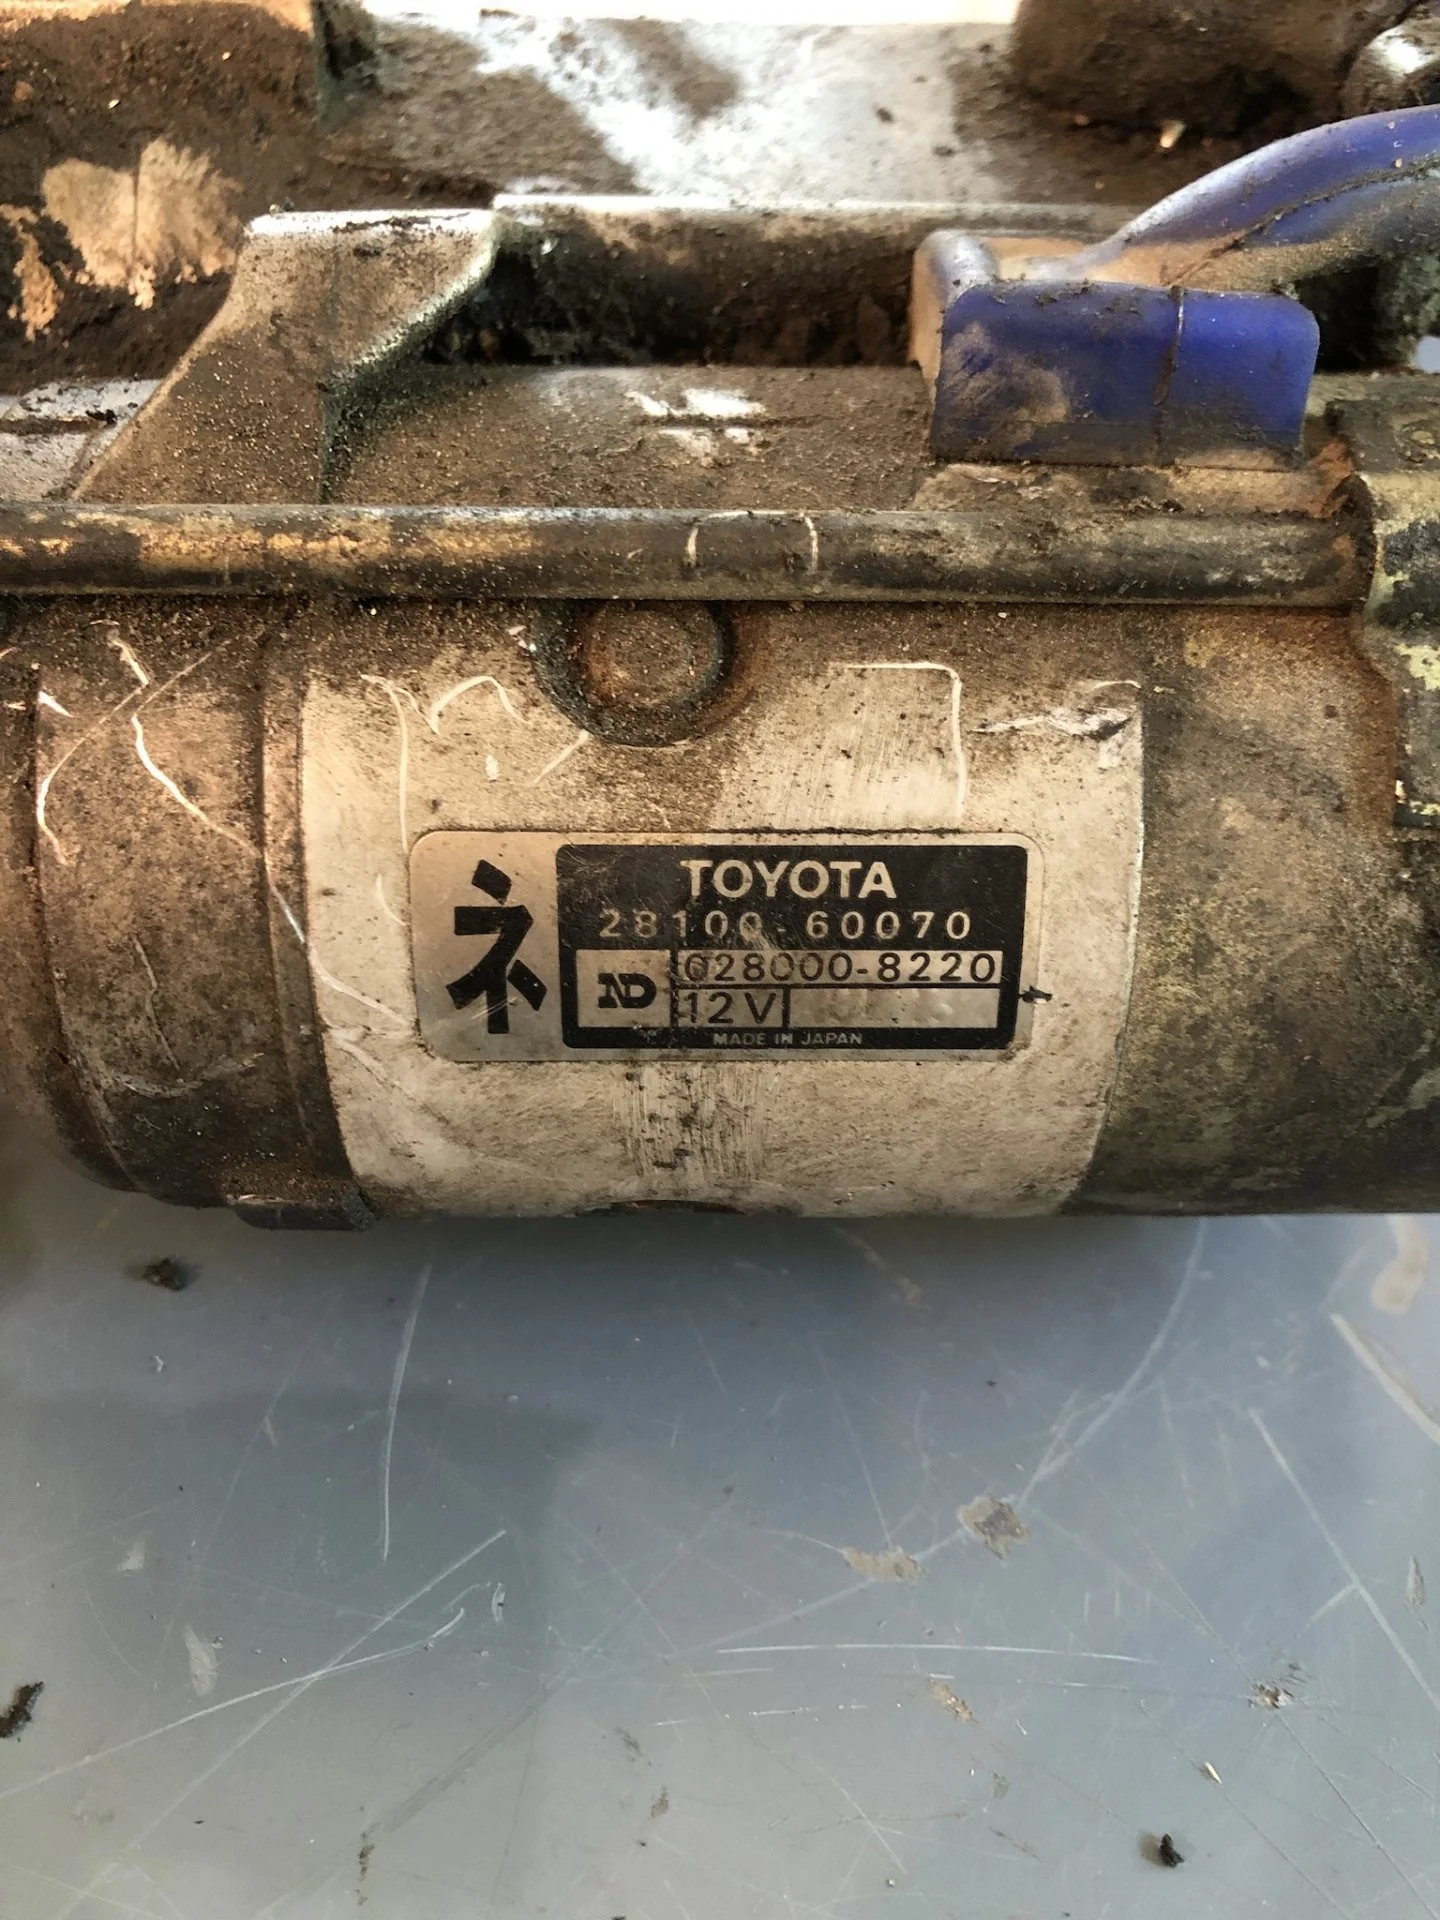 ネ
TOYOTA
28100-60070
ND
028000-8220
12V
MADE IN JAPAN